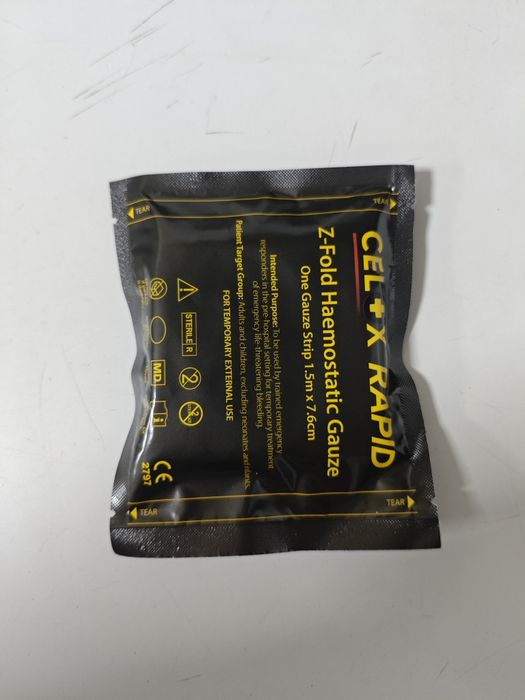 CELOX RAPID
Z-Fold Haemostatic Gauze
One Gauze Strip 1.5m x 7.6cm
Intended Purpose: To be used by trained emergency
responders in the pre-hospital setting for temporary treatment
of emergency, life-threatening bleeding.
Patient Target Group: Adults and children, excluding neonates and infants.
FOR TEMPORARY EXTERNAL USE
STERILE R
2
MD
i
CE
2797
TEAR
TEAR
TEAR
TEAR